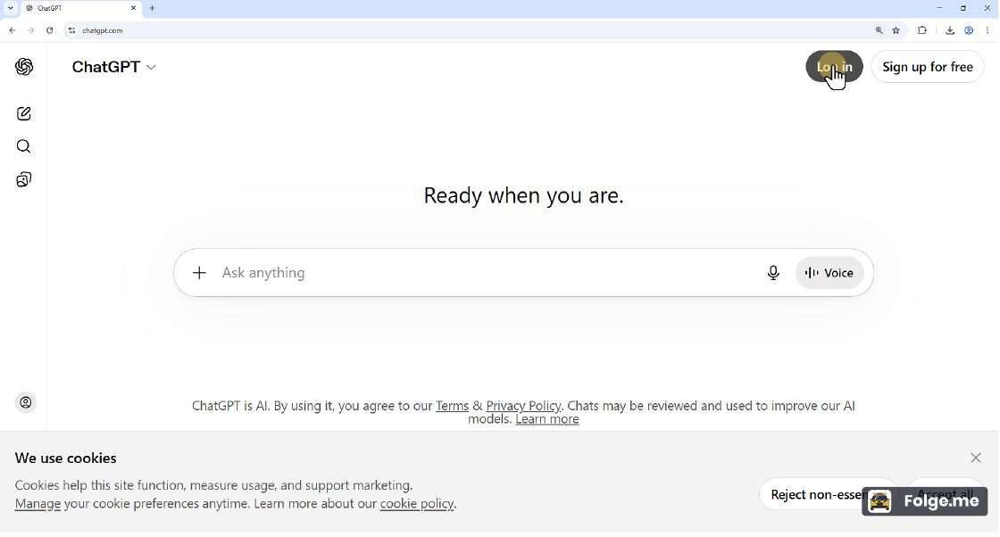 ChatGPT
chatgpt.com
ChatGPT
Log in
Sign up for free
Ready when you are.
Ask anything
Voice
ChatGPT is AI. By using it, you agree to our Terms & Privacy Policy. Chats may be reviewed and used to improve our AI
models. Learn more
We use cookies
Cookies help this site function, measure usage, and support marketing.
Manage your cookie preferences anytime. Learn more about our cookie policy.
Reject non-essen
Accept all
Folge.me